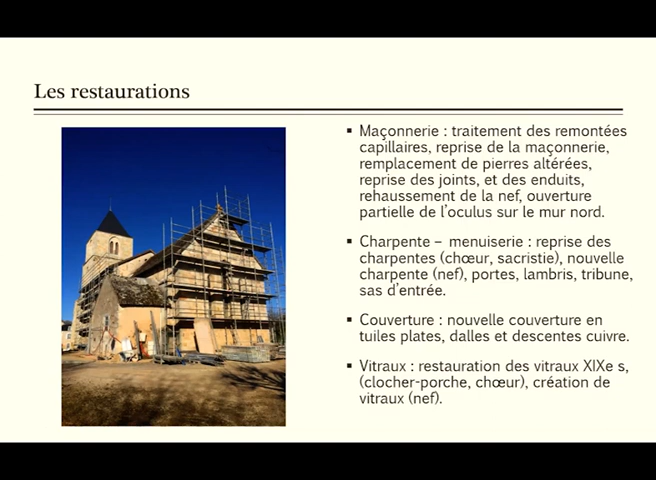 Les restaurations
▪ Maçonnerie : traitement des remontées
capillaires, reprise de la maçonnerie,
remplacement de pierres altérées,
reprise des joints, et des enduits,
rehaussement de la nef, ouverture
partielle de l'oculus sur le mur nord.
▪ Charpente – menuiserie : reprise des
charpentes (chœur, sacristie), nouvelle
charpente (nef), portes, lambris, tribune,
sas d'entrée.
▪ Couverture : nouvelle couverture en
tuiles plates, dalles et descentes cuivre.
▪ Vitraux : restauration des vitraux XIXe s,
(clocher-porche, chœur), création de
vitraux (nef).